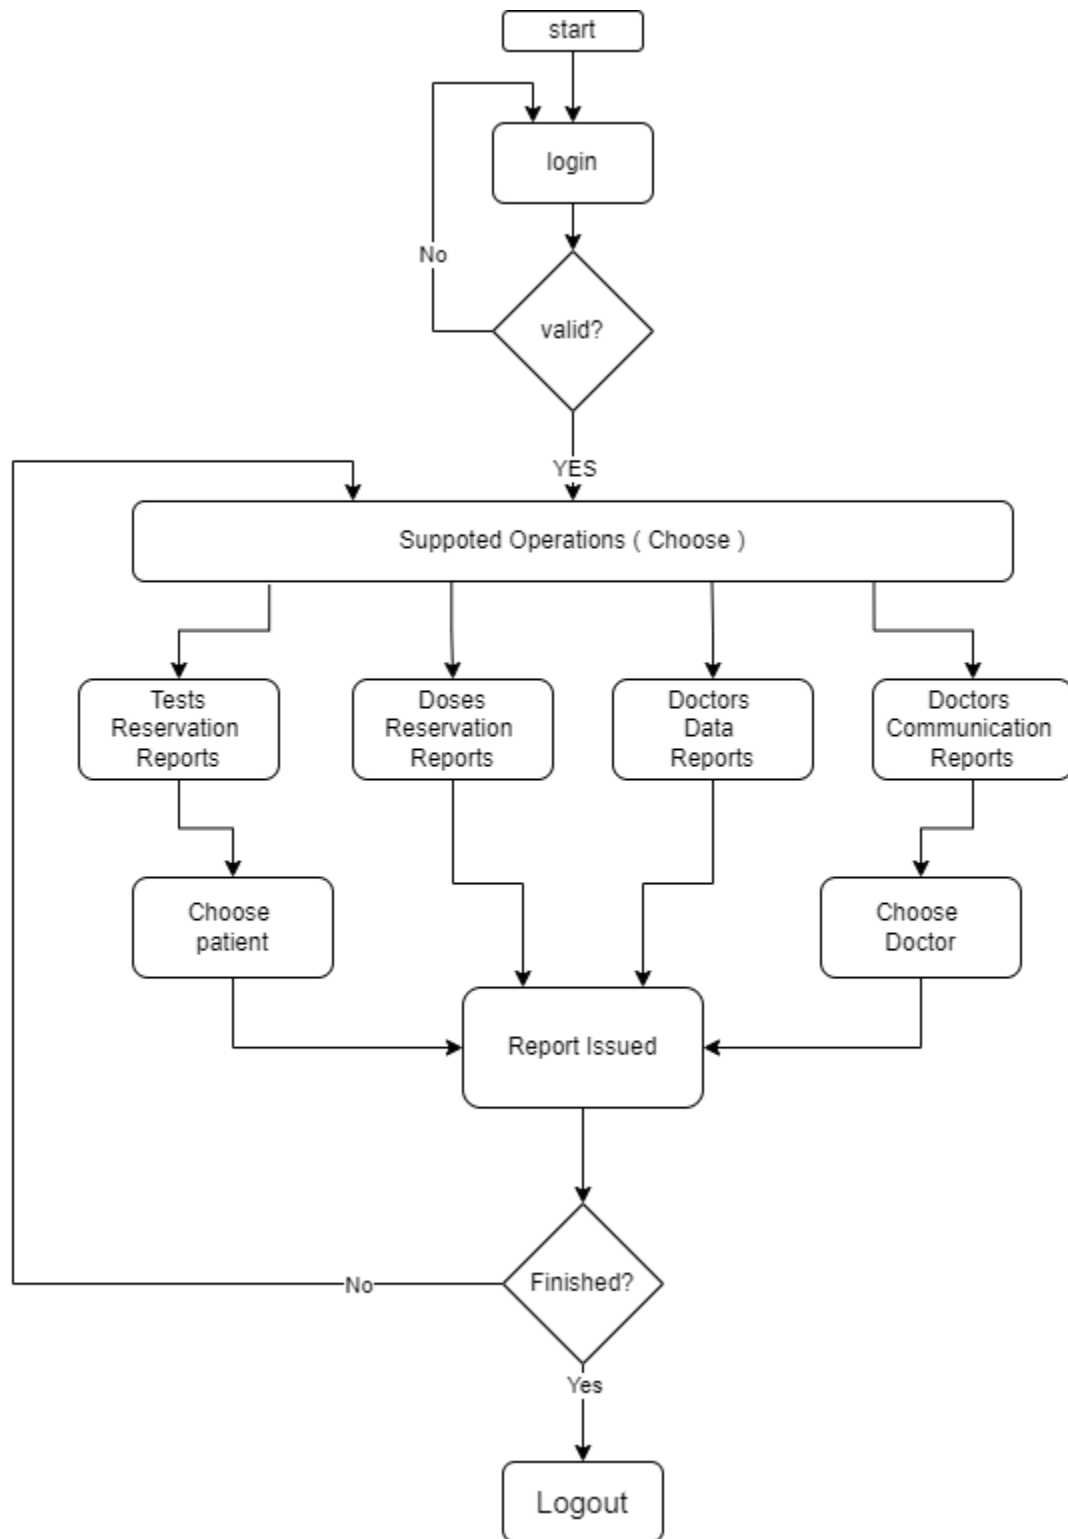 start
login
No
valid?
YES
Suppoted Operations ( Choose )
Tests
Reservation
Reports
Doses
Reservation
Reports
Doctors
Data
Reports
Doctors
Communication
Reports
Choose
patient
Choose
Doctor
Report Issued
Finished?
No
Yes
Logout